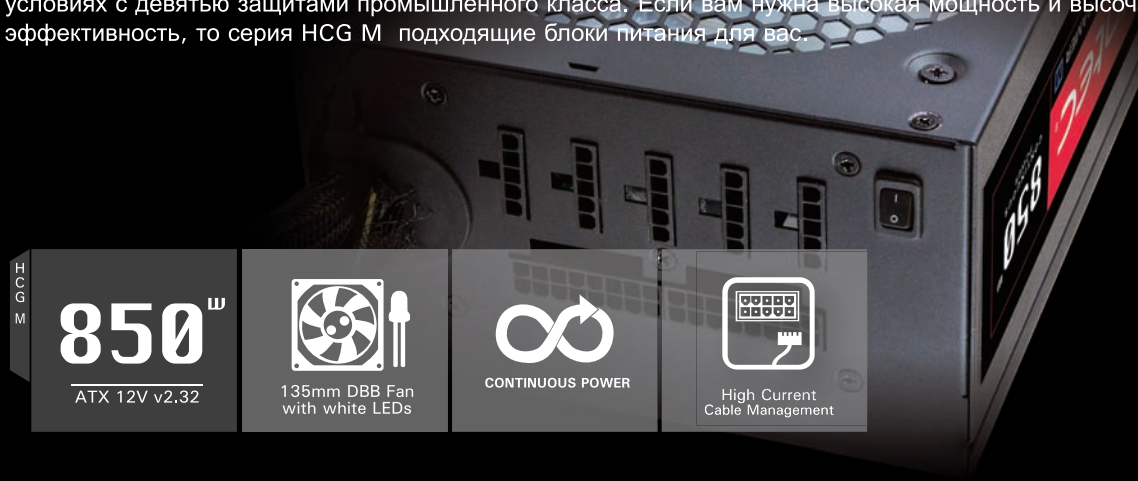 условиях с девятью защитами промышленного класса. Если вам нужна высокая мощность и высоч
эффективность, то серия HCG M подходящие блоки питания для вас.
HCG M
850W
ATX 12V v2.32
135mm DBB Fan
with white LEDs
CONTINUOUS POWER
High Current
Cable Management
850